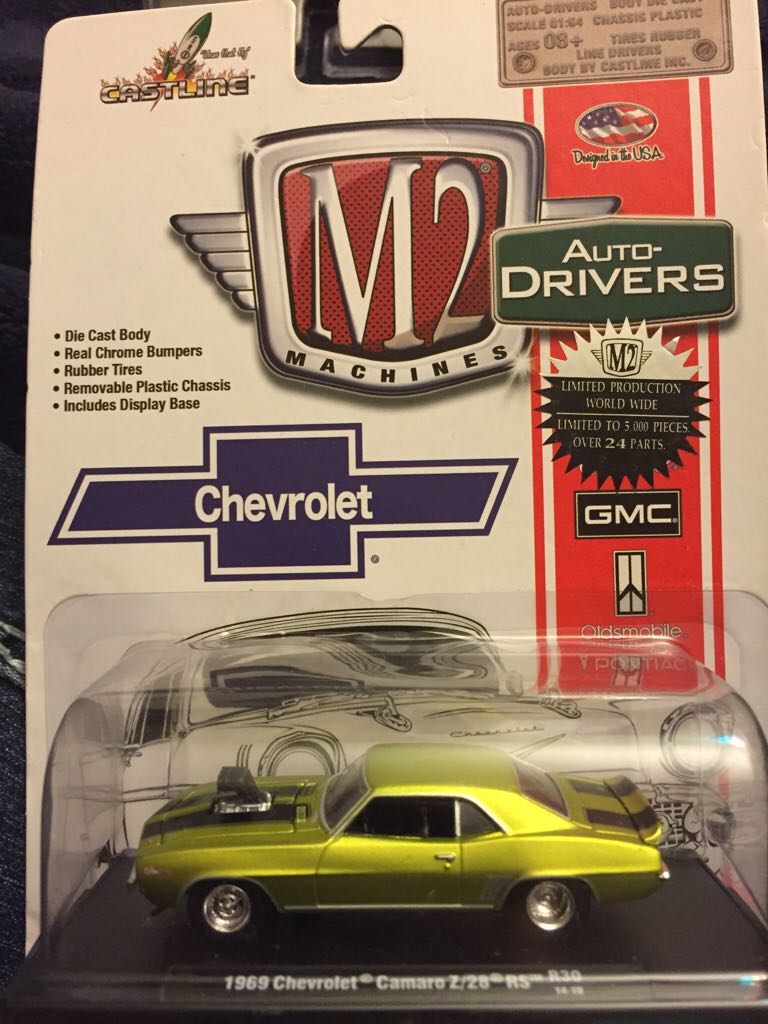 AUTO-DRIVERS BODY DIE CAST
SCALE 01:64 CHASSIS PLASTIC
AGES 08+ TIRES RUBBER
LINE DRIVERS
BODY BY CASTLINE INC.
CASTLINE
Designed in the USA
M2®
MACHINES
AUTO-
DRIVERS
• Die Cast Body
• Real Chrome Bumpers
• Rubber Tires
• Removable Plastic Chassis
• Includes Display Base
M2
LIMITED PRODUCTION
WORLD WIDE
LIMITED TO 5,000 PIECES.
OVER 24 PARTS.
Chevrolet®
GMC®
Oldsmobile®
PONTIAC
Chevrolet
1969 Chevrolet® Camaro Z/28® RS™ R30